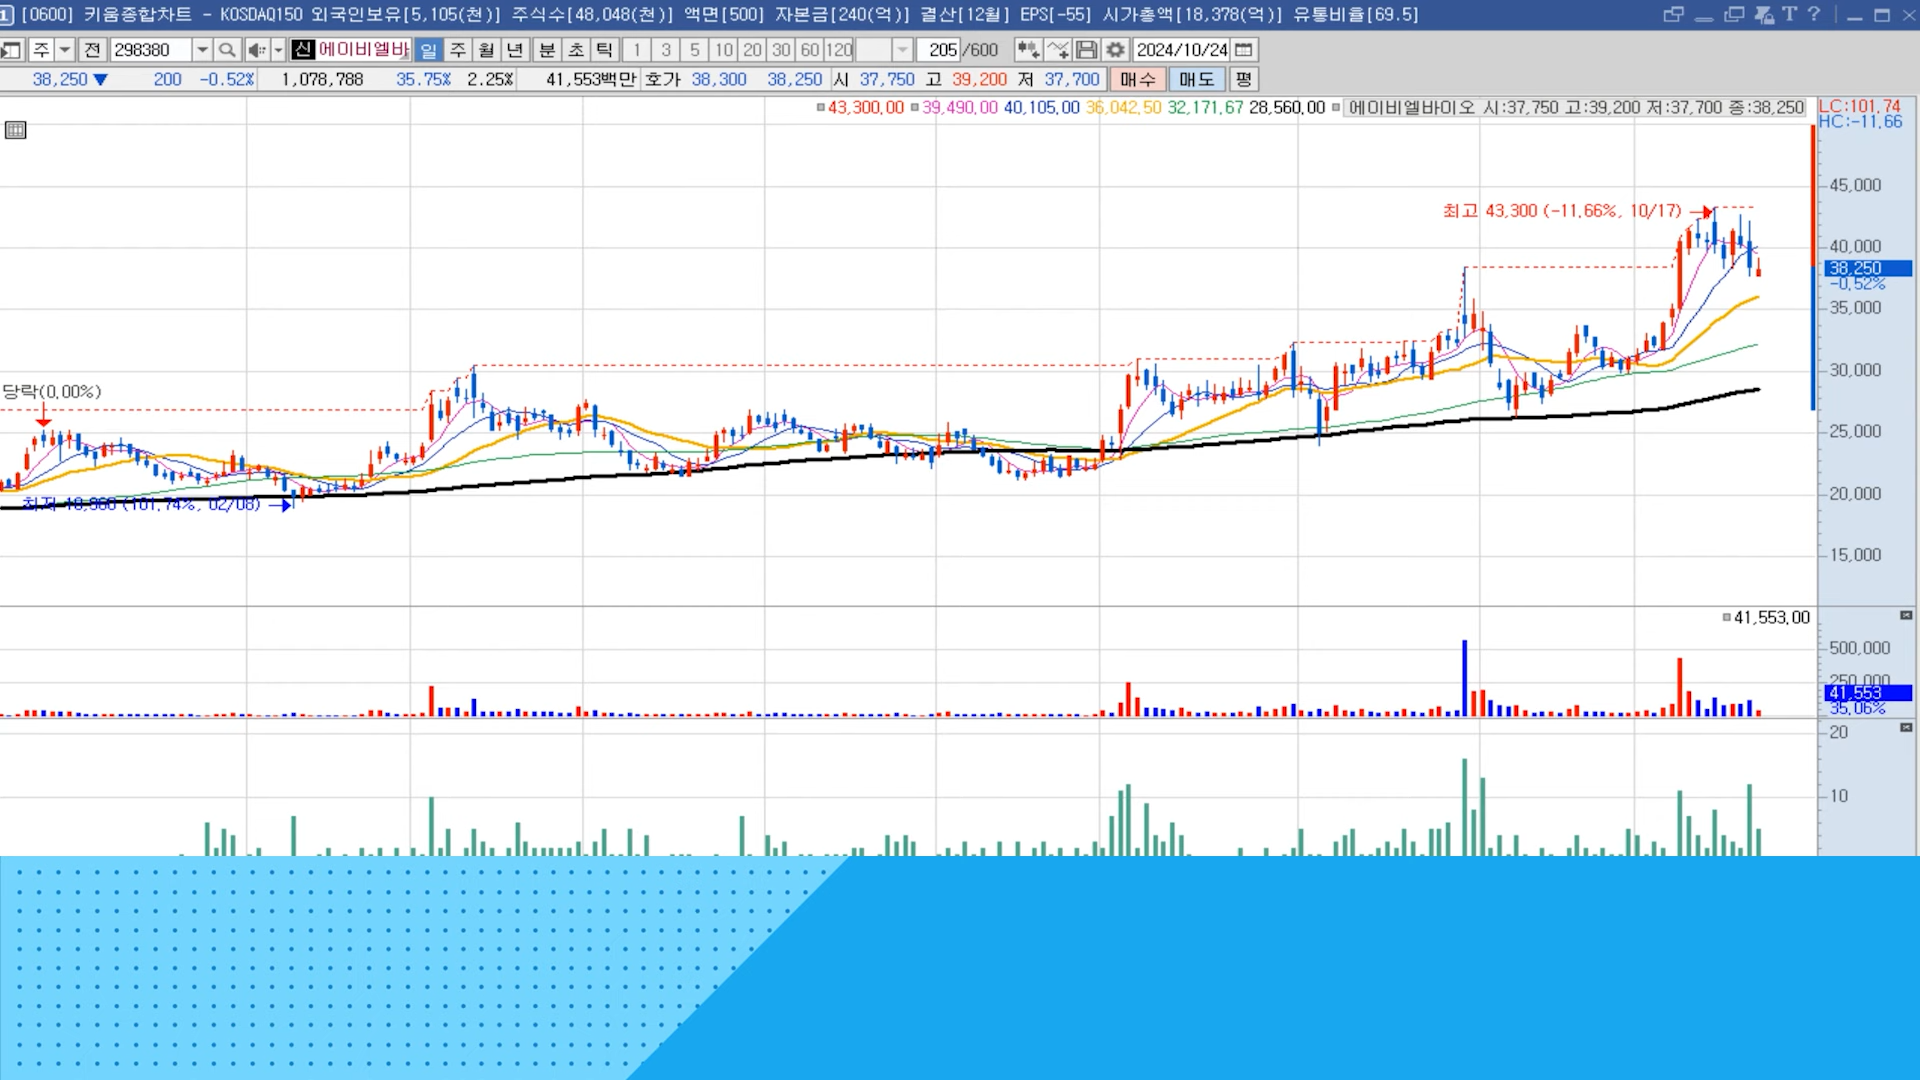 [0600] 키움종합차트 - KOSDAQ150 외국인보유[5,105(천)] 주식수[48,048(천)] 액면[500] 자본금[240(억)] 결산[12월] EPS[-55] 시가총액[18,378(억)] 유통비율[69.5]
주 전 298380 신 에이비엘바 일 주 월 년 분 초 틱 1 3 5 10 20 30 60 120 205 /600 2024/10/24
38,250 ▼ 200 -0.52% 1,078,788 35.75% 2.25% 41,553백만 호가 38,300 38,250 시 37,750 고 39,200 저 37,700 매수 매도 평
43,300,00 39,490,00 40,105,00 36,042,50 32,171,67 28,560,00 에이비엘바이오 시:37,750 고:39,200 저:37,700 종:38,250 LC:101.74
HC:-11.66
45,000
최고 43,300 (-11.66%, 10/17)
40,000
38,250
-0.52%
35,000
30,000
당락(0.00%)
25,000
20,000
(101.74%, 02/08)
15,000
41,553,00
500,000
250,000
41,553
35.06%
20
10